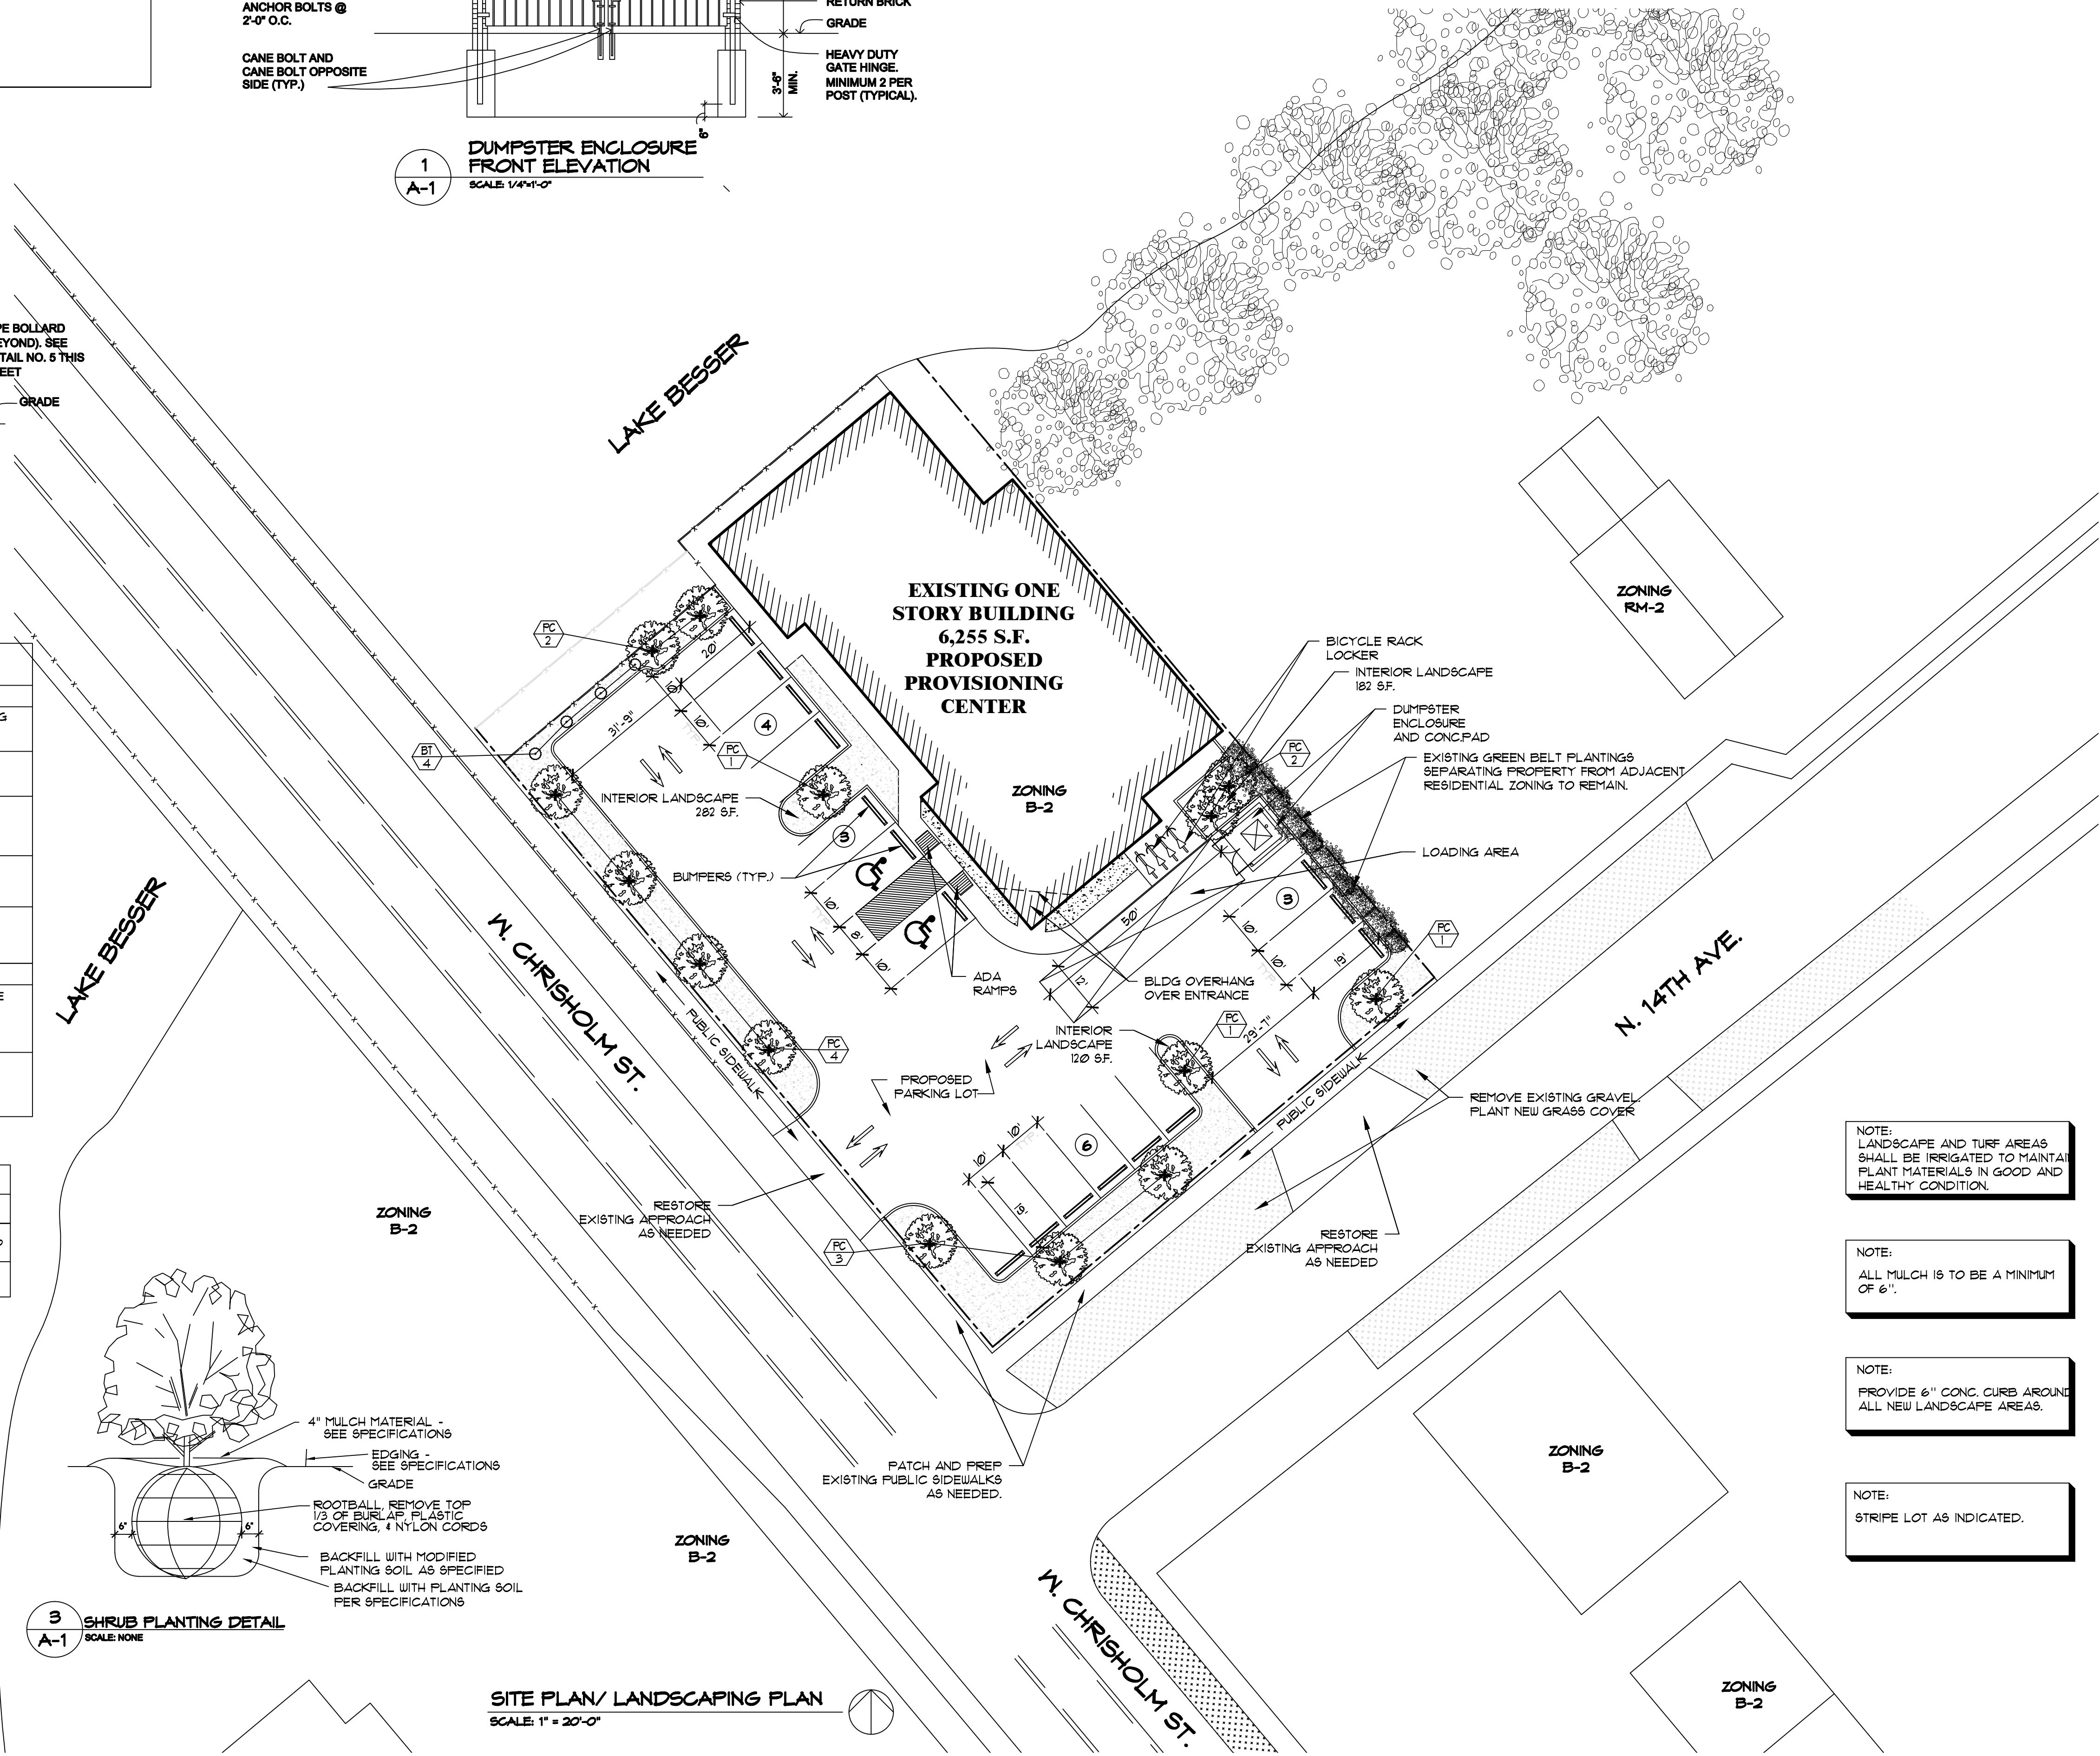 ANCHOR BOLTS @
2'-0" O.C.
CANE BOLT AND
CANE BOLT OPPOSITE
SIDE (TYP.)
RETURN BRICK
GRADE
HEAVY DUTY
GATE HINGE.
MINIMUM 2 PER
POST (TYPICAL).
3'-6"
MIN.
6"
1
A-1
DUMPSTER ENCLOSURE
FRONT ELEVATION
SCALE: 1/4"=1'-0"
PE BOLLARD
EYOND). SEE
TAIL NO. 5 THIS
EET
GRADE
LAKE BESSER
EXISTING ONE
STORY BUILDING
6,255 S.F.
PROPOSED
PROVISIONING
CENTER
ZONING
B-2
ZONING
RM-2
PC
2
BT
4
PC
1
20'
6'
10'
31'-9"
4
INTERIOR LANDSCAPE
282 S.F.
3
BUMPERS (TYP.)
10'
8'
10'
ADA
RAMPS
BICYCLE RACK
LOCKER
INTERIOR LANDSCAPE
182 S.F.
DUMPSTER
ENCLOSURE
AND CONC.PAD
PC
2
EXISTING GREEN BELT PLANTINGS
SEPARATING PROPERTY FROM ADJACENT
RESIDENTIAL ZONING TO REMAIN.
LOADING AREA
3
50'
12'
10'
10'
19'
PC
1
BLDG OVERHANG
OVER ENTRANCE
INTERIOR
LANDSCAPE
120 S.F.
PC
1
29'-7"
PROPOSED
PARKING LOT
10'
10'
19'
6
PC
4
PC
3
PUBLIC SIDEWALK
PUBLIC SIDEWALK
W. CHRISHOLM ST.
LAKE BESSER
N. 14TH AVE.
REMOVE EXISTING GRAVEL.
PLANT NEW GRASS COVER
RESTORE
EXISTING APPROACH
AS NEEDED
RESTORE
EXISTING APPROACH
AS NEEDED
PATCH AND PREP
EXISTING PUBLIC SIDEWALKS
AS NEEDED.
ZONING
B-2
ZONING
B-2
ZONING
B-2
ZONING
B-2
W. CHRISHOLM ST.
NOTE:
LANDSCAPE AND TURF AREAS
SHALL BE IRRIGATED TO MAINTAI
PLANT MATERIALS IN GOOD AND
HEALTHY CONDITION.
NOTE:
ALL MULCH IS TO BE A MINIMUM
OF 6".
NOTE:
PROVIDE 6" CONC. CURB AROUND
ALL NEW LANDSCAPE AREAS.
NOTE:
STRIPE LOT AS INDICATED.
4" MULCH MATERIAL -
SEE SPECIFICATIONS
EDGING -
SEE SPECIFICATIONS
GRADE
ROOTBALL, REMOVE TOP
1/3 OF BURLAP, PLASTIC
COVERING, & NYLON CORDS
6"
6"
BACKFILL WITH MODIFIED
PLANTING SOIL AS SPECIFIED
BACKFILL WITH PLANTING SOIL
PER SPECIFICATIONS
3
A-1
SHRUB PLANTING DETAIL
SCALE: NONE
SITE PLAN/ LANDSCAPING PLAN
SCALE: 1" = 20'-0"